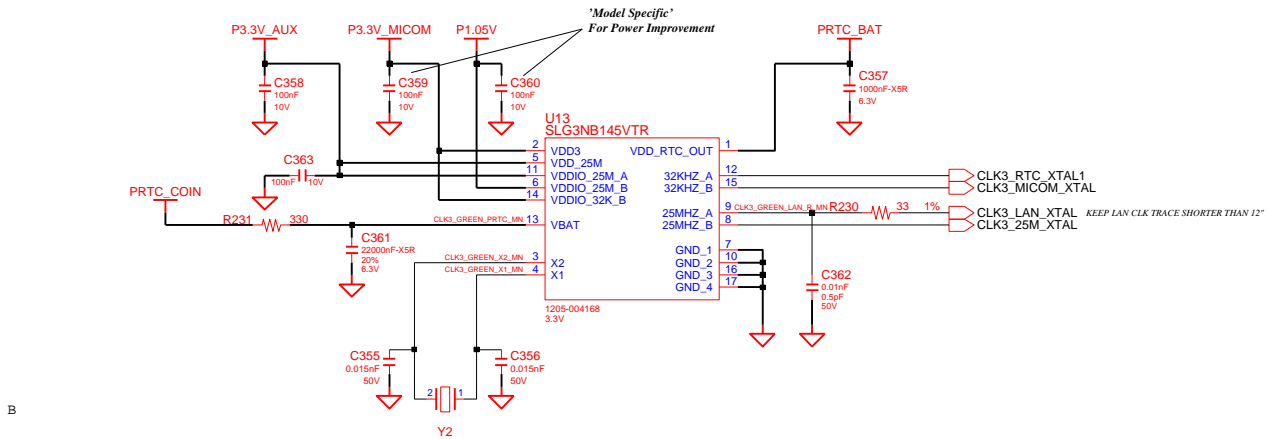 'Model Specific'
For Power Improvement
P3.3V_AUX
P3.3V_MICOM
P1.05V
PRTC_BAT
C358
100nF
10V
C359
100nF
10V
C360
100nF
10V
C357
1000nF-X5R
6.3V
U13
SLG3NB145VTR
2 VDD3
5 VDD_25M
11 VDDIO_25M_A
6 VDDIO_25M_B
14 VDDIO_32K_B
13 VBAT
3 X2
4 X1
VDD_RTC_OUT 1
32KHZ_A 12
32KHZ_B 15
25MHZ_A 9
25MHZ_B 8
GND_1 7
GND_2 10
GND_3 16
GND_4 17
1205-004168
3.3V
C363
100nF 10V
PRTC_COIN
R231 330
CLK3_GREEN_PRTC_MN
C361
22000nF-X5R
20%
6.3V
CLK3_GREEN_X2_MN
CLK3_GREEN_X1_MN
CLK3_RTC_XTAL1
CLK3_MICOM_XTAL
CLK3_GREEN_LAN_R_MN R230 33 1%
CLK3_LAN_XTAL KEEP LAN CLK TRACE SHORTER THAN 12"
CLK3_25M_XTAL
C362
0.01nF
0.5pF
50V
C355
0.015nF
50V
C356
0.015nF
50V
2 1
Y2
B